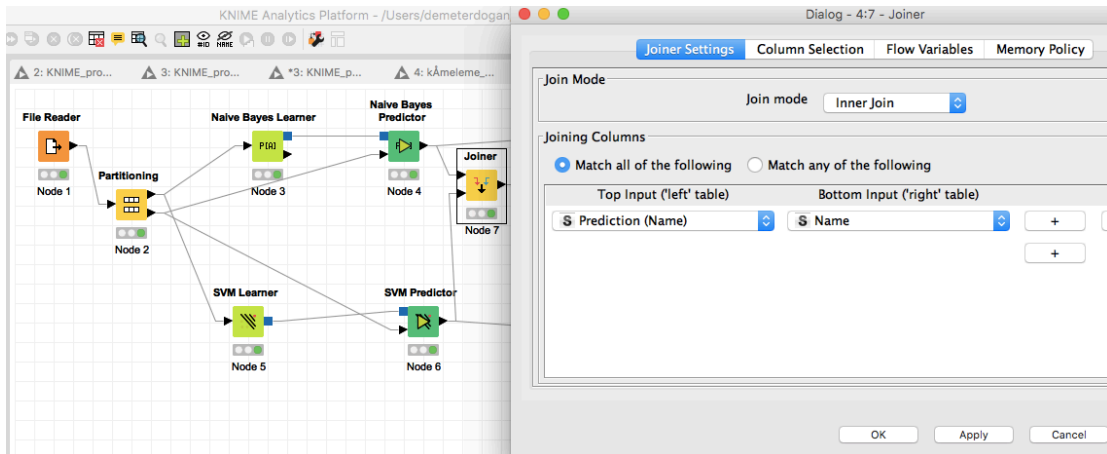 KNIME Analytics Platform - /Users/demeterdogan
#ID
NAME
2: KNIME_pro...
3: KNIME_pro...
*3: KNIME_p...
4: kÅmeleme_...
File Reader
Node 1
Partitioning
Node 2
Naive Bayes Learner
P[A]
Node 3
Naive Bayes
Predictor
Node 4
Joiner
Node 7
SVM Learner
Node 5
SVM Predictor
Node 6
Dialog - 4:7 - Joiner
Joiner Settings
Column Selection
Flow Variables
Memory Policy
Join Mode
Join mode
Inner Join
Joining Columns
Match all of the following
Match any of the following
Top Input ('left' table)
Bottom Input ('right' table)
S Prediction (Name)
S Name
+
+
OK
Apply
Cancel